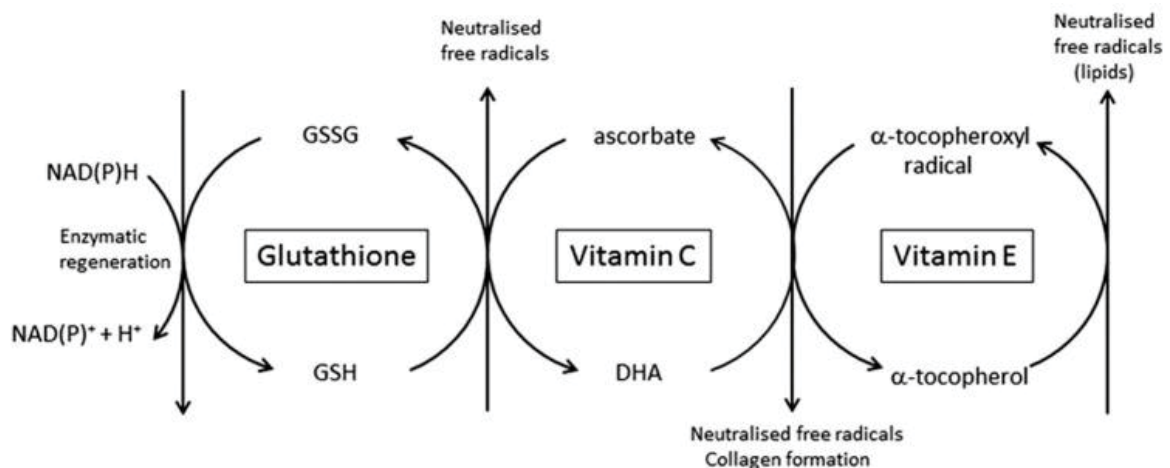 Neutralised
free radicals
Neutralised
free radicals
(lipids)
GSSG
ascorbate
α-tocopheroxyl
radical
NAD(P)H
Enzymatic
regeneration
Glutathione
Vitamin C
Vitamin E
NAD(P)⁺ + H⁺
GSH
DHA
α-tocopherol
Neutralised free radicals
Collagen formation